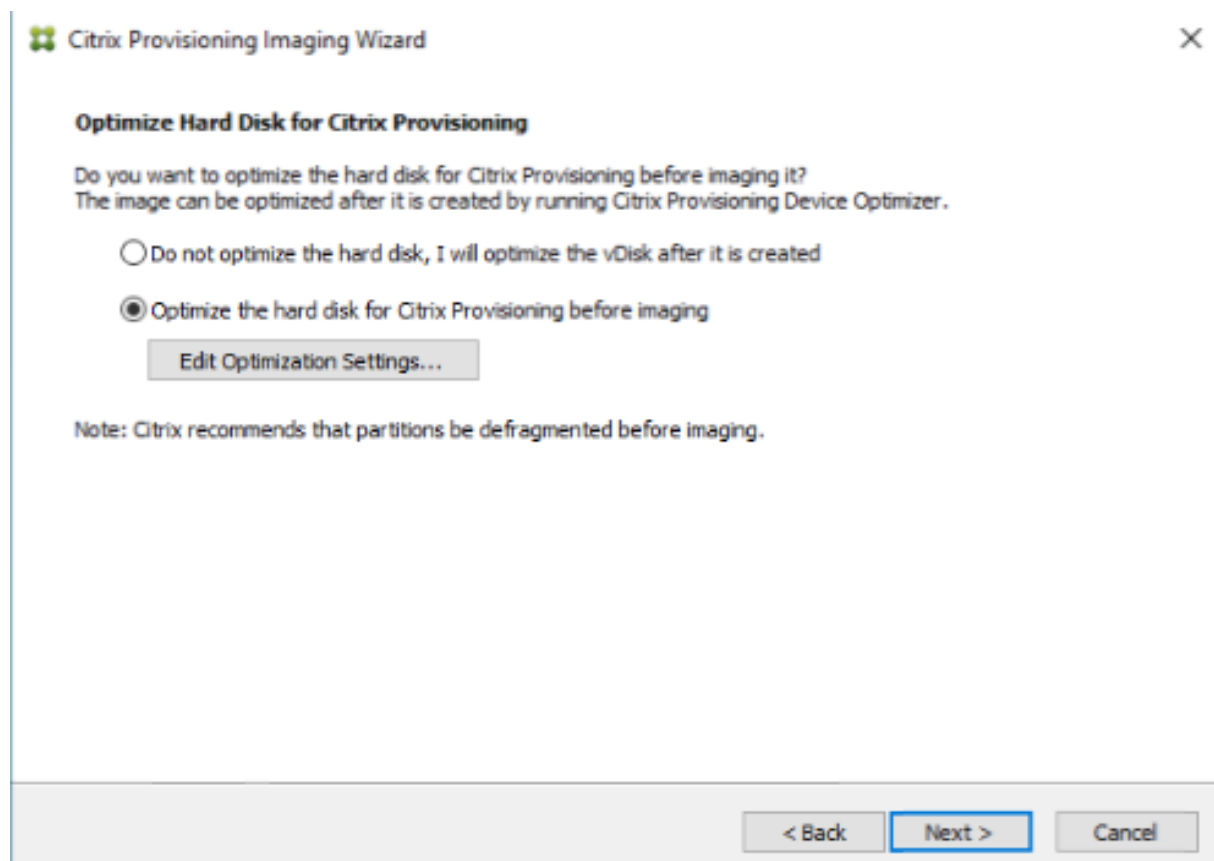 Citrix Provisioning Imaging Wizard
Optimize Hard Disk for Citrix Provisioning
Do you want to optimize the hard disk for Citrix Provisioning before imaging it?
The image can be optimized after it is created by running Citrix Provisioning Device Optimizer.
Do not optimize the hard disk, I will optimize the vDisk after it is created
Optimize the hard disk for Citrix Provisioning before imaging
Edit Optimization Settings...
Note: Citrix recommends that partitions be defragmented before imaging.
< Back Next > Cancel